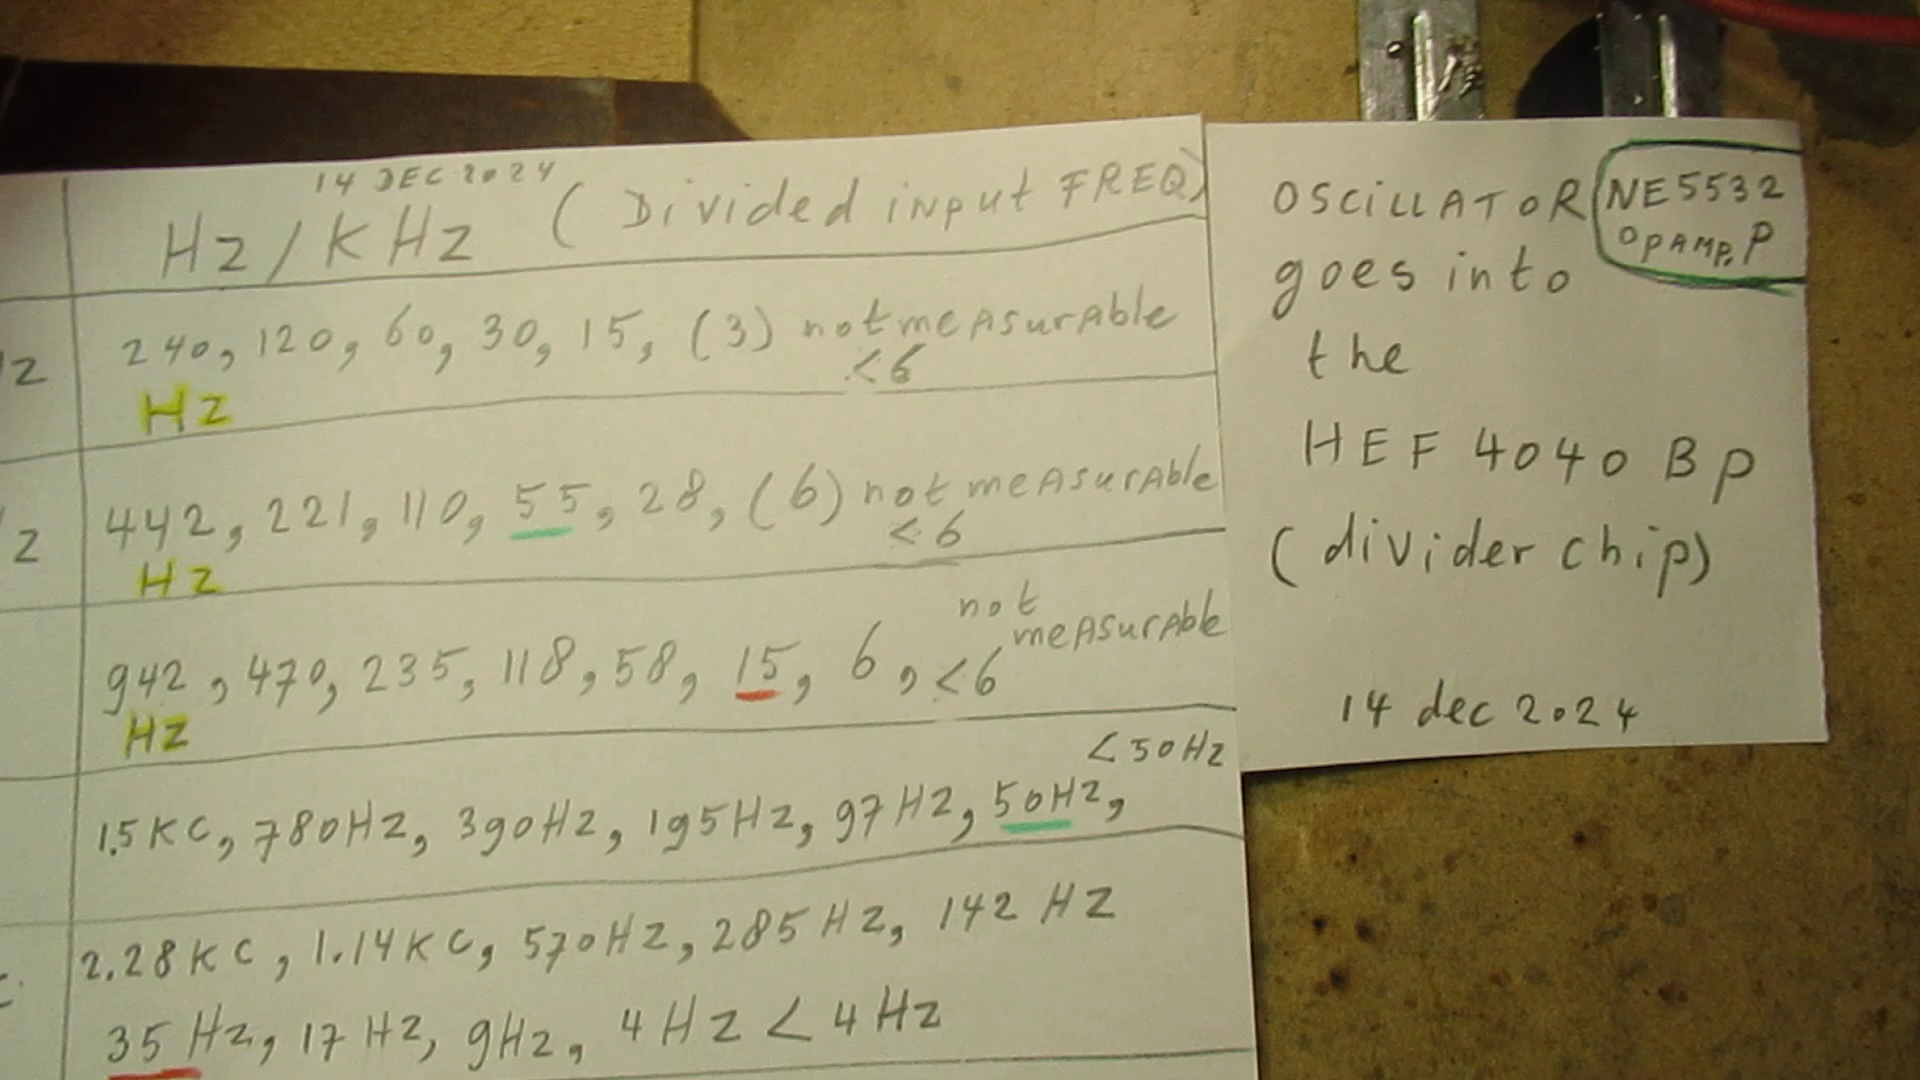 14 DEC 2024
Hz/KHz (Divided input FREQ)
z 240, 120, 60, 30, 15, (3) not measurable
<6
Hz
z 442, 221, 110, 55, 28, (6) not measurable
<6
Hz
not
measurable
942, 470, 235, 118, 58, 15, 6, <6
Hz
<50Hz
1.5KC, 780Hz, 390Hz, 195Hz, 97Hz, 50Hz,
2.28KC, 1.14KC, 570Hz, 285Hz, 142 Hz
35 Hz, 17 Hz, 9Hz, 4 Hz < 4 Hz
OSCiLLATOR NE5532
OPAMP. P
goes into
the
HEF 4040 BP
(divider chip)
14 dec 2024